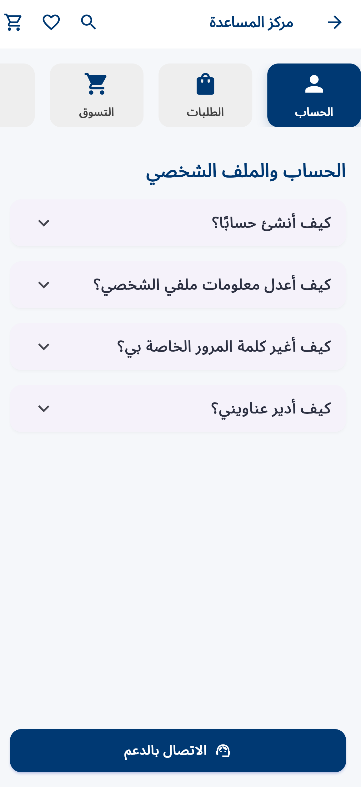 مركز المساعدة
الحساب
الطلبات
التسوق
الحساب والملف الشخصي
كيف أنشئ حسابًا؟
كيف أعدل معلومات ملفي الشخصي؟
كيف أغير كلمة المرور الخاصة بي؟
كيف أدير عناويني؟
الاتصال بالدعم